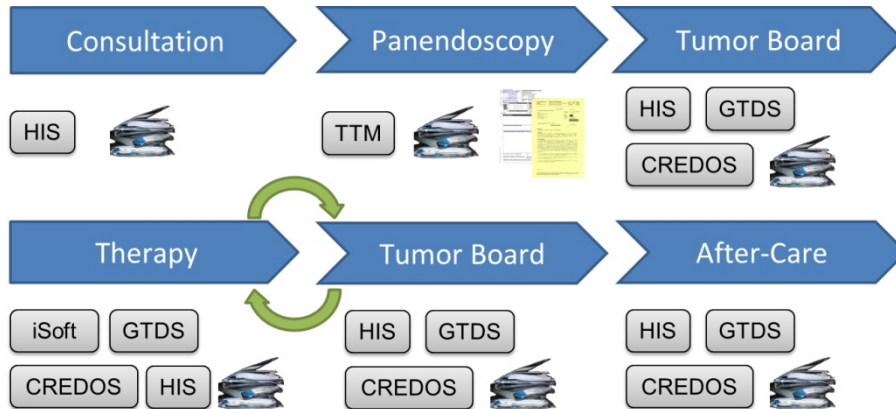 Consultation
Panendoscopy
Tumor Board
HIS
TTM
HIS GTDS
CREDOS
Therapy
Tumor Board
After-Care
iSoft GTDS
CREDOS HIS
HIS GTDS
CREDOS
HIS GTDS
CREDOS